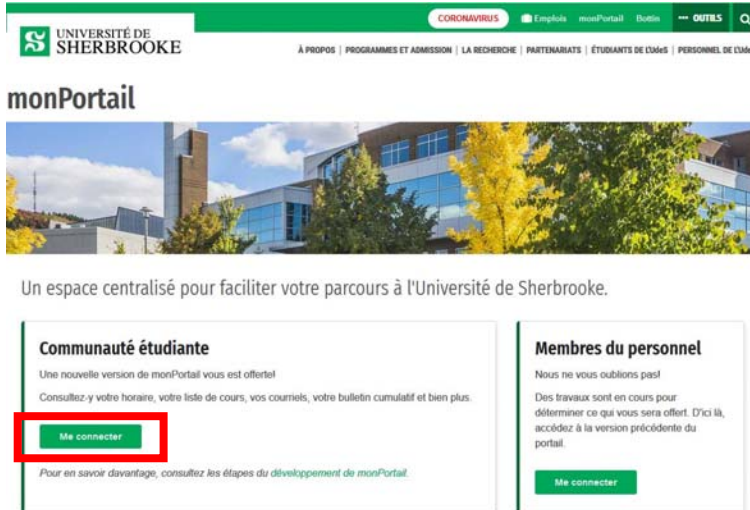 CORONAVIRUS Emplois monPortail Bottin ••• OUTILS
UNIVERSITÉ DE
SHERBROOKE
À PROPOS | PROGRAMMES ET ADMISSION | LA RECHERCHE | PARTENARIATS | ÉTUDIANTS DE L'UdeS | PERSONNEL DE L'Ude
monPortail
Un espace centralisé pour faciliter votre parcours à l'Université de Sherbrooke.
Communauté étudiante
Une nouvelle version de monPortail vous est offerte!
Consultez-y votre horaire, votre liste de cours, vos courriels, votre bulletin cumulatif et bien plus.
Me connecter
Pour en savoir davantage, consultez les étapes du développement de monPortail.
Membres du personnel
Nous ne vous oublions pas!
Des travaux sont en cours pour
déterminer ce qui vous sera offert. D'ici là,
accédez à la version précédente du
portail.
Me connecter